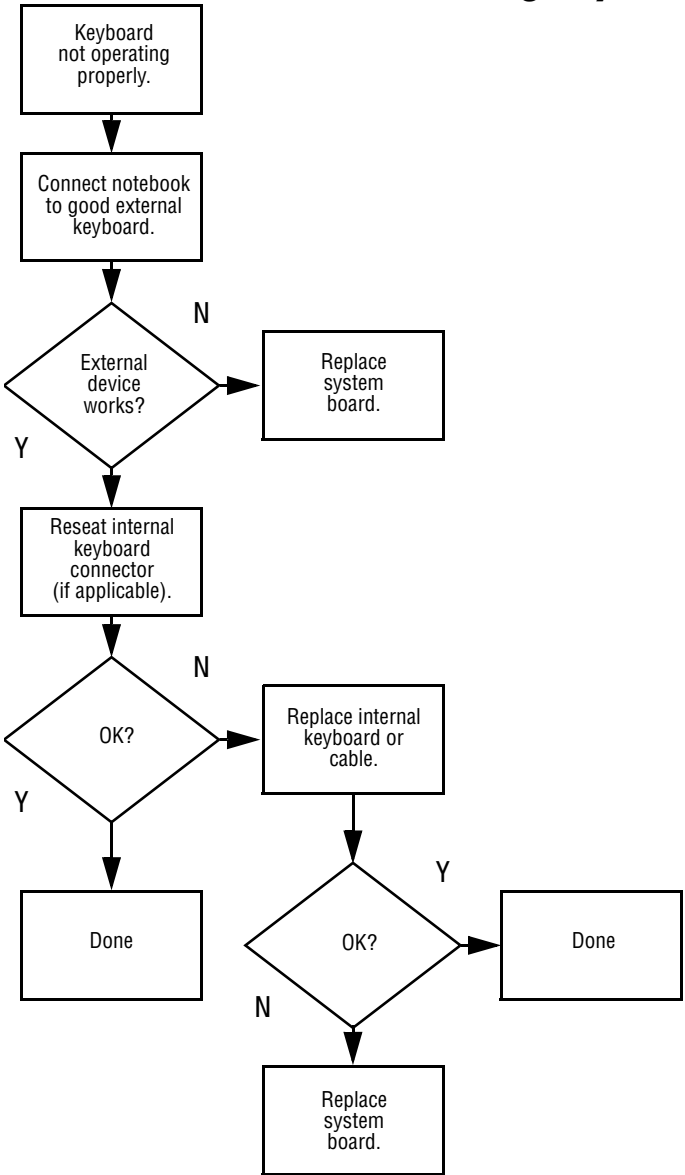 Keyboard
not operating
properly.
Connect notebook
to good external
keyboard.
N
External
device
works?
Replace
system
board.
Y
Reseat internal
keyboard
connector
(if applicable).
N
OK?
Replace internal
keyboard or
cable.
Y
Y
Done
OK?
Done
N
Replace
system
board.